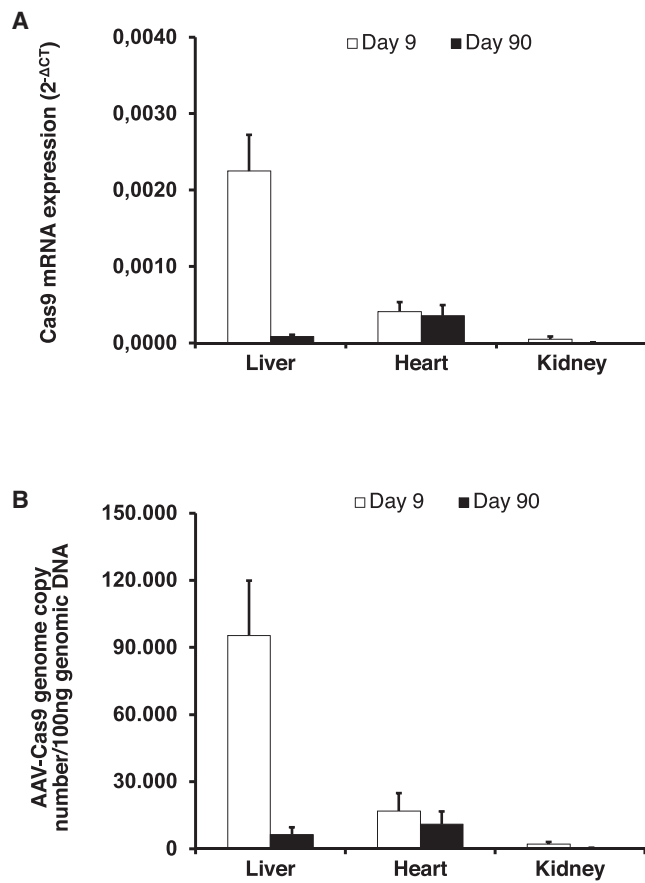 A
Cas9 mRNA expression (2-ΔCT)
0,0040
0,0030
0,0020
0,0010
0,0000
Day 9 Day 90
Liver Heart Kidney
B
AAV-Cas9 genome copy
number/100ng genomic DNA
150.000
120.000
90.000
60.000
30.000
0
Day 9 Day 90
Liver Heart Kidney